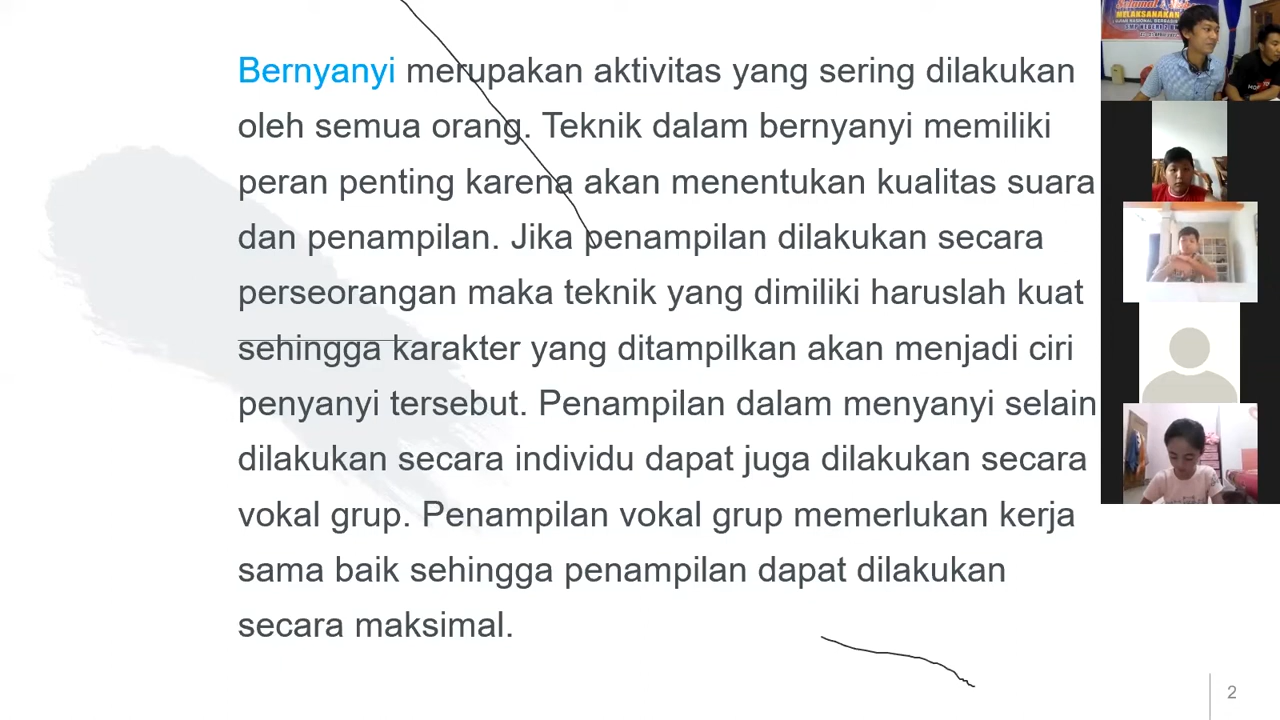 Bernyanyi merupakan aktivitas yang sering dilakukan
oleh semua orang. Teknik dalam bernyanyi memiliki
peran penting karena akan menentukan kualitas suara
dan penampilan. Jika penampilan dilakukan secara
perseorangan maka teknik yang dimiliki haruslah kuat
sehingga karakter yang ditampilkan akan menjadi ciri
penyanyi tersebut. Penampilan dalam menyanyi selain
dilakukan secara individu dapat juga dilakukan secara
vokal grup. Penampilan vokal grup memerlukan kerja
sama baik sehingga penampilan dapat dilakukan
secara maksimal.
2
MELAKSANAKAN